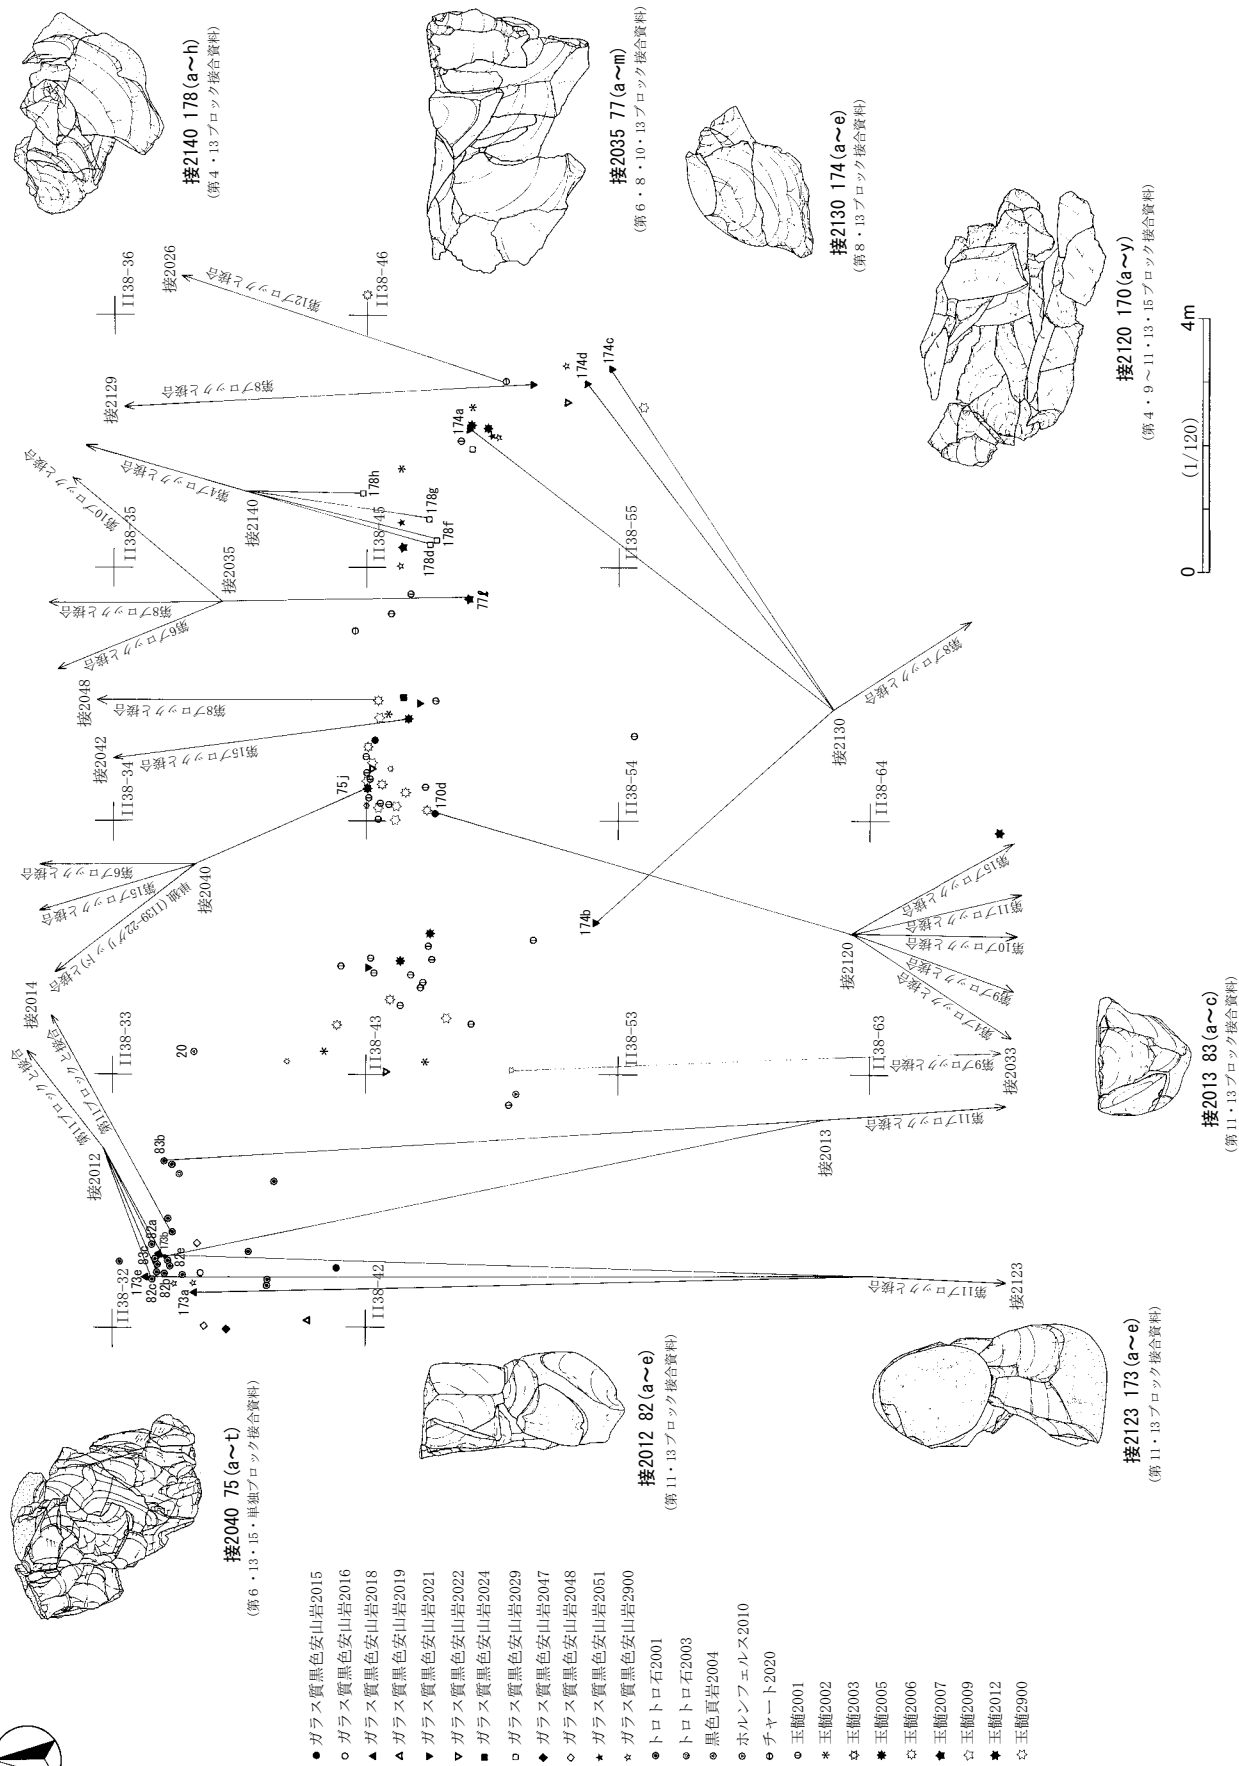 接2140 178(a～h)
(第4・13ブロック接合資料)
接2035 77(a～m)
(第6・8・10・13ブロック接合資料)
接2130 174(a～e)
(第8・13ブロック接合資料)
接2120 170(a～y)
(第4・9～11・13・15ブロック接合資料)
接2013 83(a～c)
(第11・13ブロック接合資料)
接2040 75(a～t)
(第6・13・15・単独ブロック接合資料)
接2012 82(a～e)
(第11・13ブロック接合資料)
接2123 173(a～e)
(第11・13ブロック接合資料)
II38-36
II38-46
接2026
第12ブロックと接合
接2129
第8ブロックと接合
174a
174d
174c
第4ブロックと接合
第10ブロックと接合
接2140
178h
178g
178f
178d
II38-35
II38-45
II38-55
接2035
第8ブロックと接合
第6ブロックと接合
77ℓ
接2048
第8ブロックと接合
接2042
第15ブロックと接合
II38-34
75j
170d
II38-54
II38-64
接2130
第8ブロックと接合
174b
接2040
第6ブロックと接合
第15ブロックと接合
単独(II39-22グリッド)と接合
接2120
第15ブロックと接合
第11ブロックと接合
第10ブロックと接合
第9ブロックと接合
第4ブロックと接合
接2014
第11ブロックと接合
II38-33
20
II38-43
II38-53
II38-63
第9ブロックと接合
接2033
接2012
第11ブロックと接合
83b
接2013
第11ブロックと接合
II38-32
82a
83c
173b
82e
173e
82c
82b
173a
II38-42
第11ブロックと接合
接2123
0
4m
(1/120)
ガラス質黒色安山岩2015
ガラス質黒色安山岩2016
ガラス質黒色安山岩2018
ガラス質黒色安山岩2019
ガラス質黒色安山岩2021
ガラス質黒色安山岩2022
ガラス質黒色安山岩2024
ガラス質黒色安山岩2029
ガラス質黒色安山岩2047
ガラス質黒色安山岩2048
ガラス質黒色安山岩2051
ガラス質黒色安山岩2900
トロトロ石2001
トロトロ石2003
黒色頁岩2004
ホルンフェルス2010
チャート2020
玉髄2001
玉髄2002
玉髄2003
玉髄2005
玉髄2006
玉髄2007
玉髄2009
玉髄2012
玉髄2900